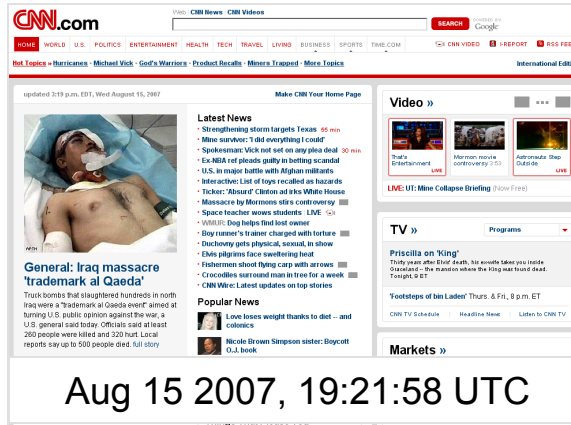 CNN.com
Web CNN News CNN Videos
SEARCH
POWERED BY Google
HOME WORLD U.S. POLITICS ENTERTAINMENT HEALTH TECH TRAVEL LIVING BUSINESS SPORTS TIME.COM
CNN VIDEO I-REPORT RSS FEE
Hot Topics » Hurricanes · Michael Vick · God's Warriors · Product Recalls · Miners Trapped · More Topics
International Editi
updated 3:19 p.m. EDT, Wed August 15, 2007
Make CNN Your Home Page
APTN
General: Iraq massacre
'trademark al Qaeda'
Truck bombs that slaughtered hundreds in north
Iraq were a "trademark al Qaeda event" aimed at
turning U.S. public opinion against the war, a
U.S. general said today. Officials said at least
260 people were killed and 320 hurt. Local
reports say up to 500 people died. full story
Latest News
· Strengthening storm targets Texas 55 min
· Mine survivor: 'I did everything I could'
· Spokesman: Vick not set on any plea deal 30 min
· Ex-NBA ref pleads guilty in betting scandal
· U.S. in major battle with Afghan militants
· Interactive: List of toys recalled as hazards
· Ticker: 'Absurd' Clinton ad irks White House
· Massacre by Mormons stirs controversy
· Space teacher wows students | LIVE
· WMUR: Dog helps find lost owner
· Boy runner's trainer charged with torture
· Duchovny gets physical, sexual, in show
· Elvis pilgrims face sweltering heat
· Fishermen shoot flying carp with arrows
· Crocodiles surround man in tree for a week
· CNN Wire: Latest updates on top stories
Popular News
Love loses weight thanks to diet -- and
colonics
Nicole Brown Simpson sister: Boycott
O.J. book
Video »
That's
Entertainment
LIVE
Mormon movie
controversy 3:53
Astronauts Step
Outside
LIVE
LIVE: UT: Mine Collapse Briefing (Now Free)
TV »
Programs
Priscilla on 'King'
Thirty years after Elvis' death, his ex-wife takes you inside
Graceland -- the mansion where the King was found dead.
Tonight, 9 ET
'Footsteps of bin Laden' Thurs. & Fri., 8 p.m. ET
CNN TV Schedule | Headline News | Listen to CNN TV
Markets »
Aug 15 2007, 19:21:58 UTC